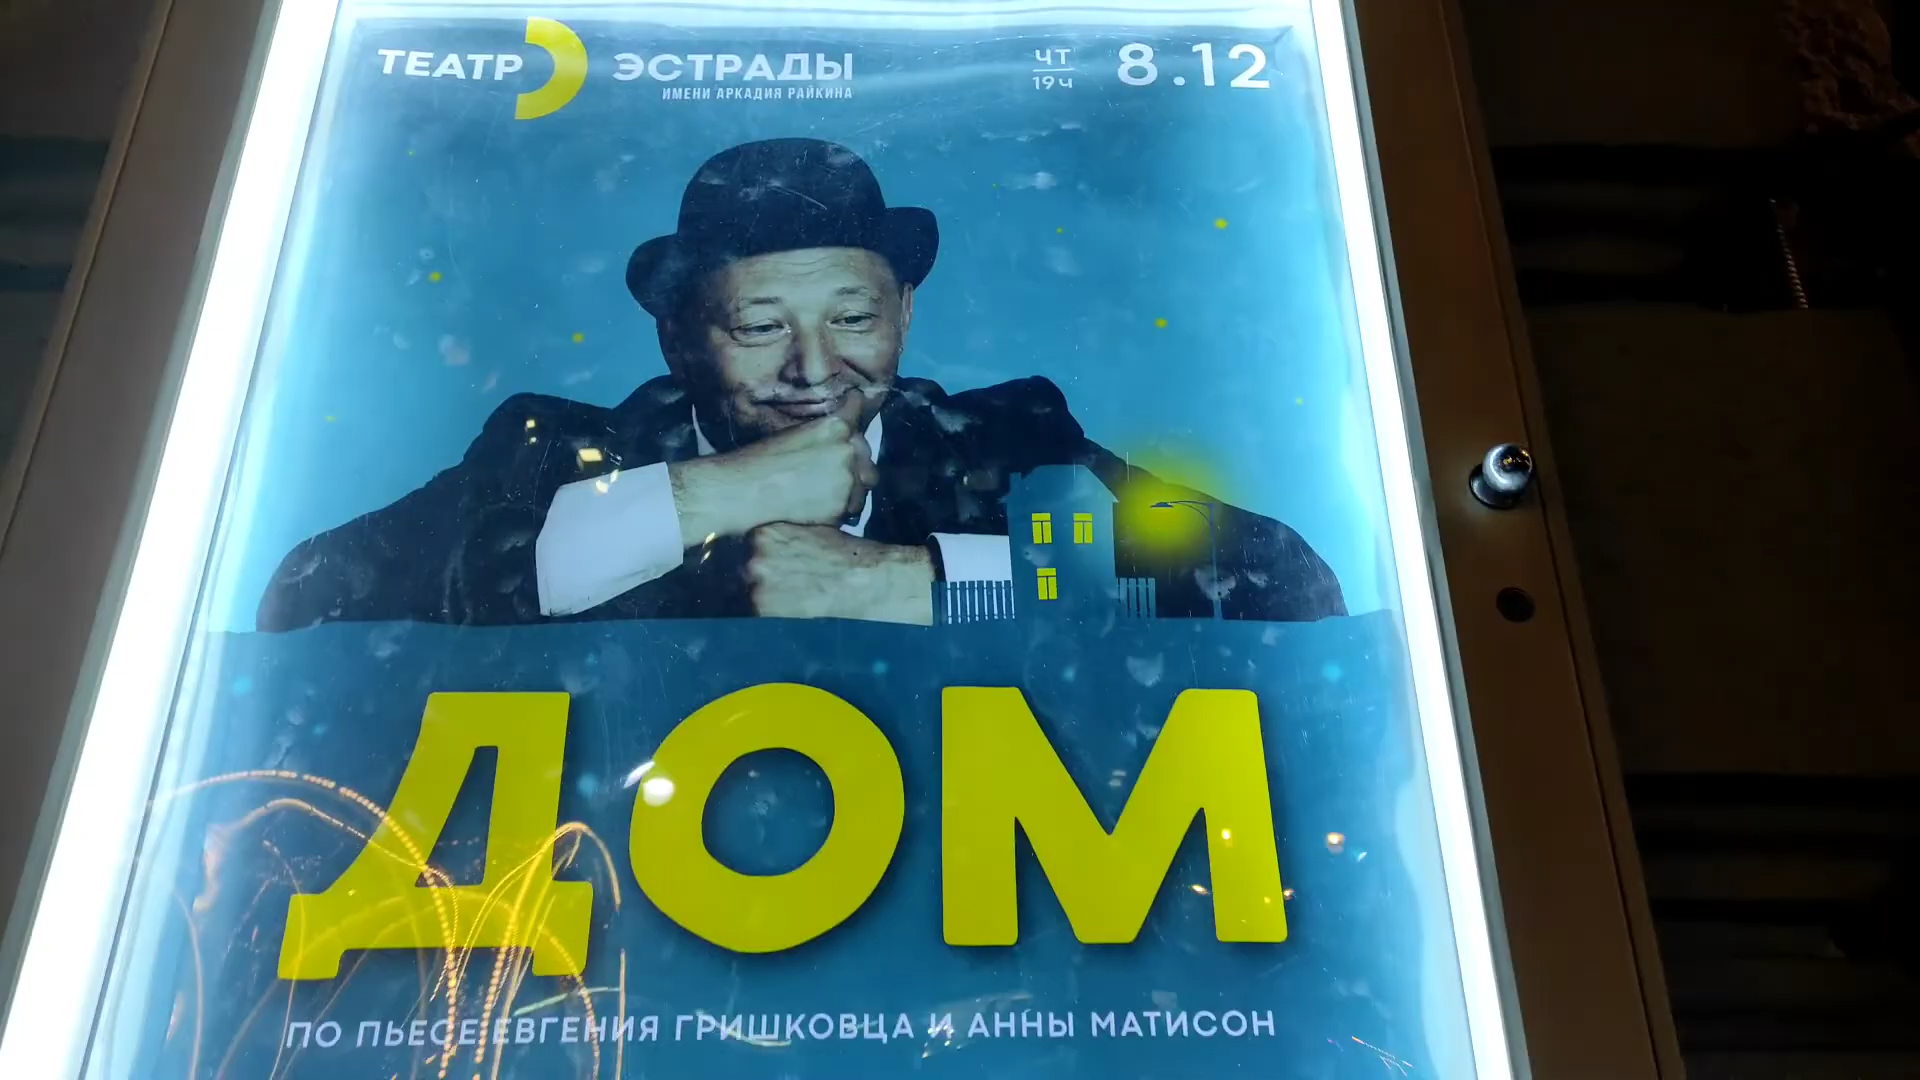 ТЕАТР ЭСТРАДЫ
ИМЕНИ АРКАДИЯ РАЙКИНА
ЧТ
19Ч
8.12
ДОМ
ПО ПЬЕСЕ ЕВГЕНИЯ ГРИШКОВЦА И АННЫ МАТИСОН